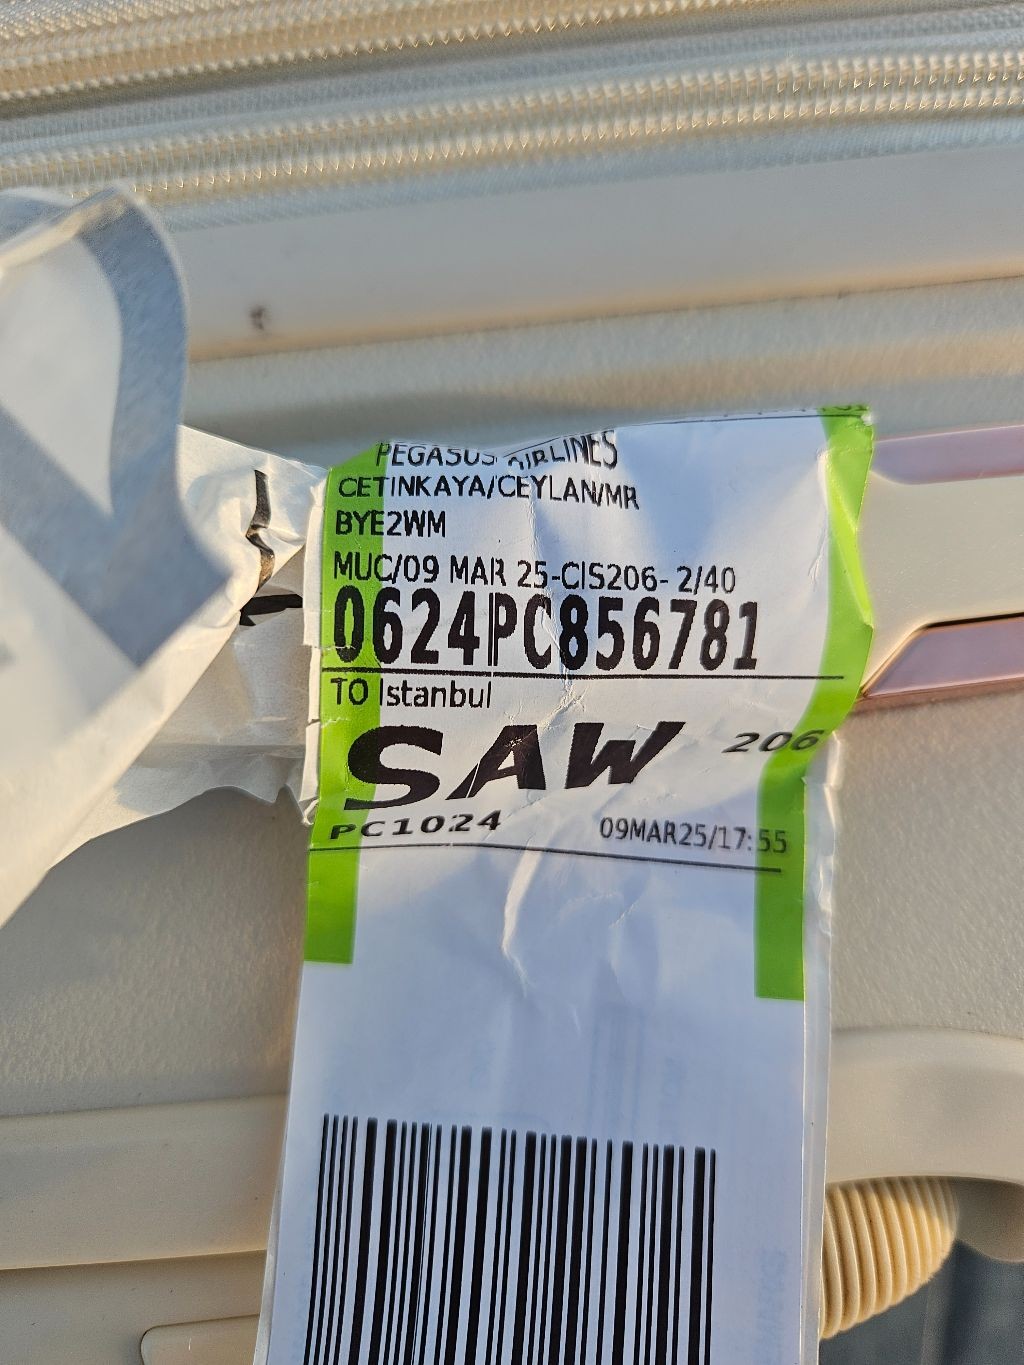 PEGASUS AIRLINES
CETINKAYA/CEYLAN/MR
BYE2WM
MUC/09 MAR 25-CIS206- 2/40
0624PC856781
TO Istanbul
SAW 206
PC1024 09MAR25/17:55